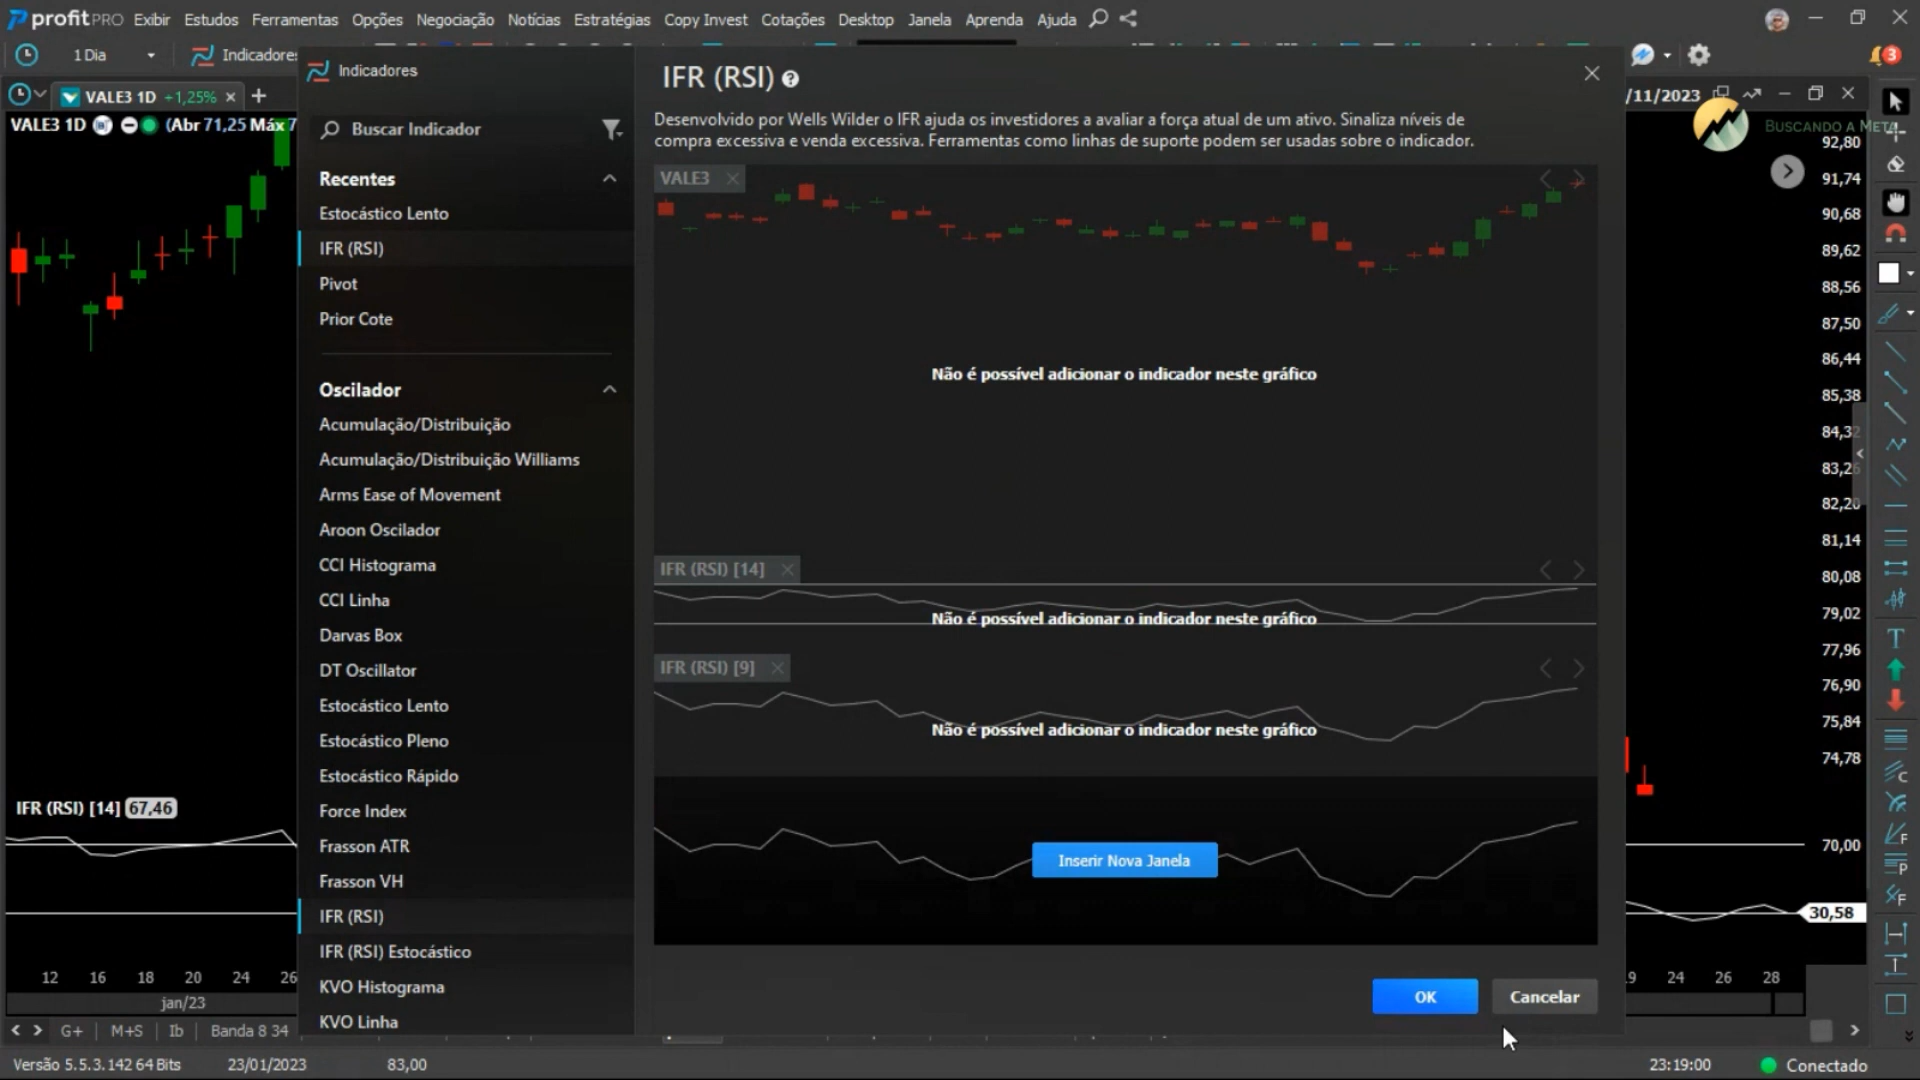 profitPRO Exibir Estudos Ferramentas Opções Negociação Notícias Estratégias Copy Invest Cotações Desktop Janela Aprenda Ajuda
1 Dia Indicadores
3
VALE3 1D +1,25%
/11/2023
VALE3 1D (Abr 71,25 Máx 7
BUSCANDO A META
Indicadores
Buscar Indicador
Recentes
Estocástico Lento
IFR (RSI)
Pivot
Prior Cote
Oscilador
Acumulação/Distribuição
Acumulação/Distribuição Williams
Arms Ease of Movement
Aroon Oscilador
CCI Histograma
CCI Linha
Darvas Box
DT Oscillator
Estocástico Lento
Estocástico Pleno
Estocástico Rápido
Force Index
Frasson ATR
Frasson VH
IFR (RSI)
IFR (RSI) Estocástico
KVO Histograma
KVO Linha
IFR (RSI)
Desenvolvido por Wells Wilder o IFR ajuda os investidores a avaliar a força atual de um ativo. Sinaliza níveis de
compra excessiva e venda excessiva. Ferramentas como linhas de suporte podem ser usadas sobre o indicador.
VALE3
Não é possível adicionar o indicador neste gráfico
IFR (RSI) [14]
Não é possível adicionar o indicador neste gráfico
IFR (RSI) [9]
Não é possível adicionar o indicador neste gráfico
Inserir Nova Janela
OK Cancelar
92,80
91,74
90,68
89,62
88,56
87,50
86,44
85,38
84,32
83,26
82,20
81,14
80,08
79,02
77,96
76,90
75,84
74,78
70,00
30,58
IFR (RSI) [14] 67,46
12 16 18 20 24 26
jan/23
24 26 28
G+ M+S Ib Banda 8 34
Versão 5.5.3.142 64 Bits 23/01/2023 83,00
23:19:00 Conectado